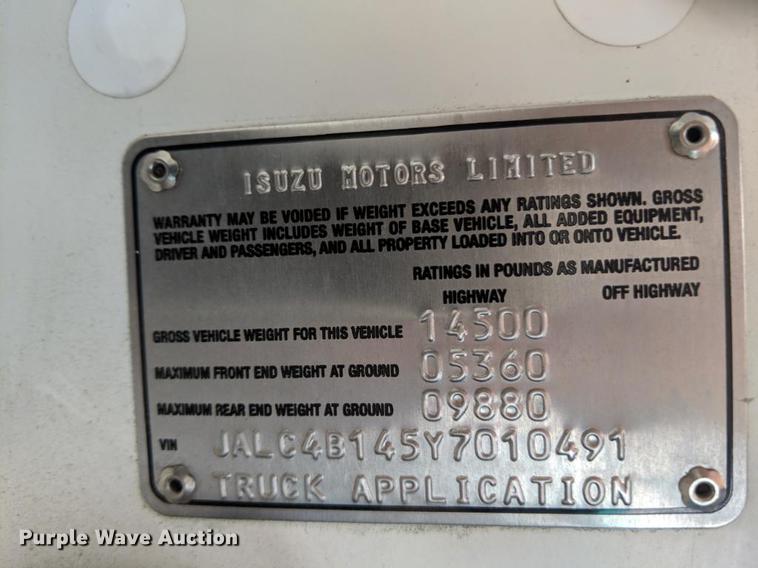 ISUZU MOTORS LIMITED
WARRANTY MAY BE VOIDED IF WEIGHT EXCEEDS ANY RATINGS SHOWN. GROSS
VEHICLE WEIGHT INCLUDES WEIGHT OF BASE VEHICLE, ALL ADDED EQUIPMENT,
DRIVER AND PASSENGERS, AND ALL PROPERTY LOADED INTO OR ONTO VEHICLE.
RATINGS IN POUNDS AS MANUFACTURED
HIGHWAY OFF HIGHWAY
GROSS VEHICLE WEIGHT FOR THIS VEHICLE 14500
MAXIMUM FRONT END WEIGHT AT GROUND 05360
MAXIMUM REAR END WEIGHT AT GROUND 09880
VIN JALC4B145Y7010491
TRUCK APPLICATION
Purple Wave Auction